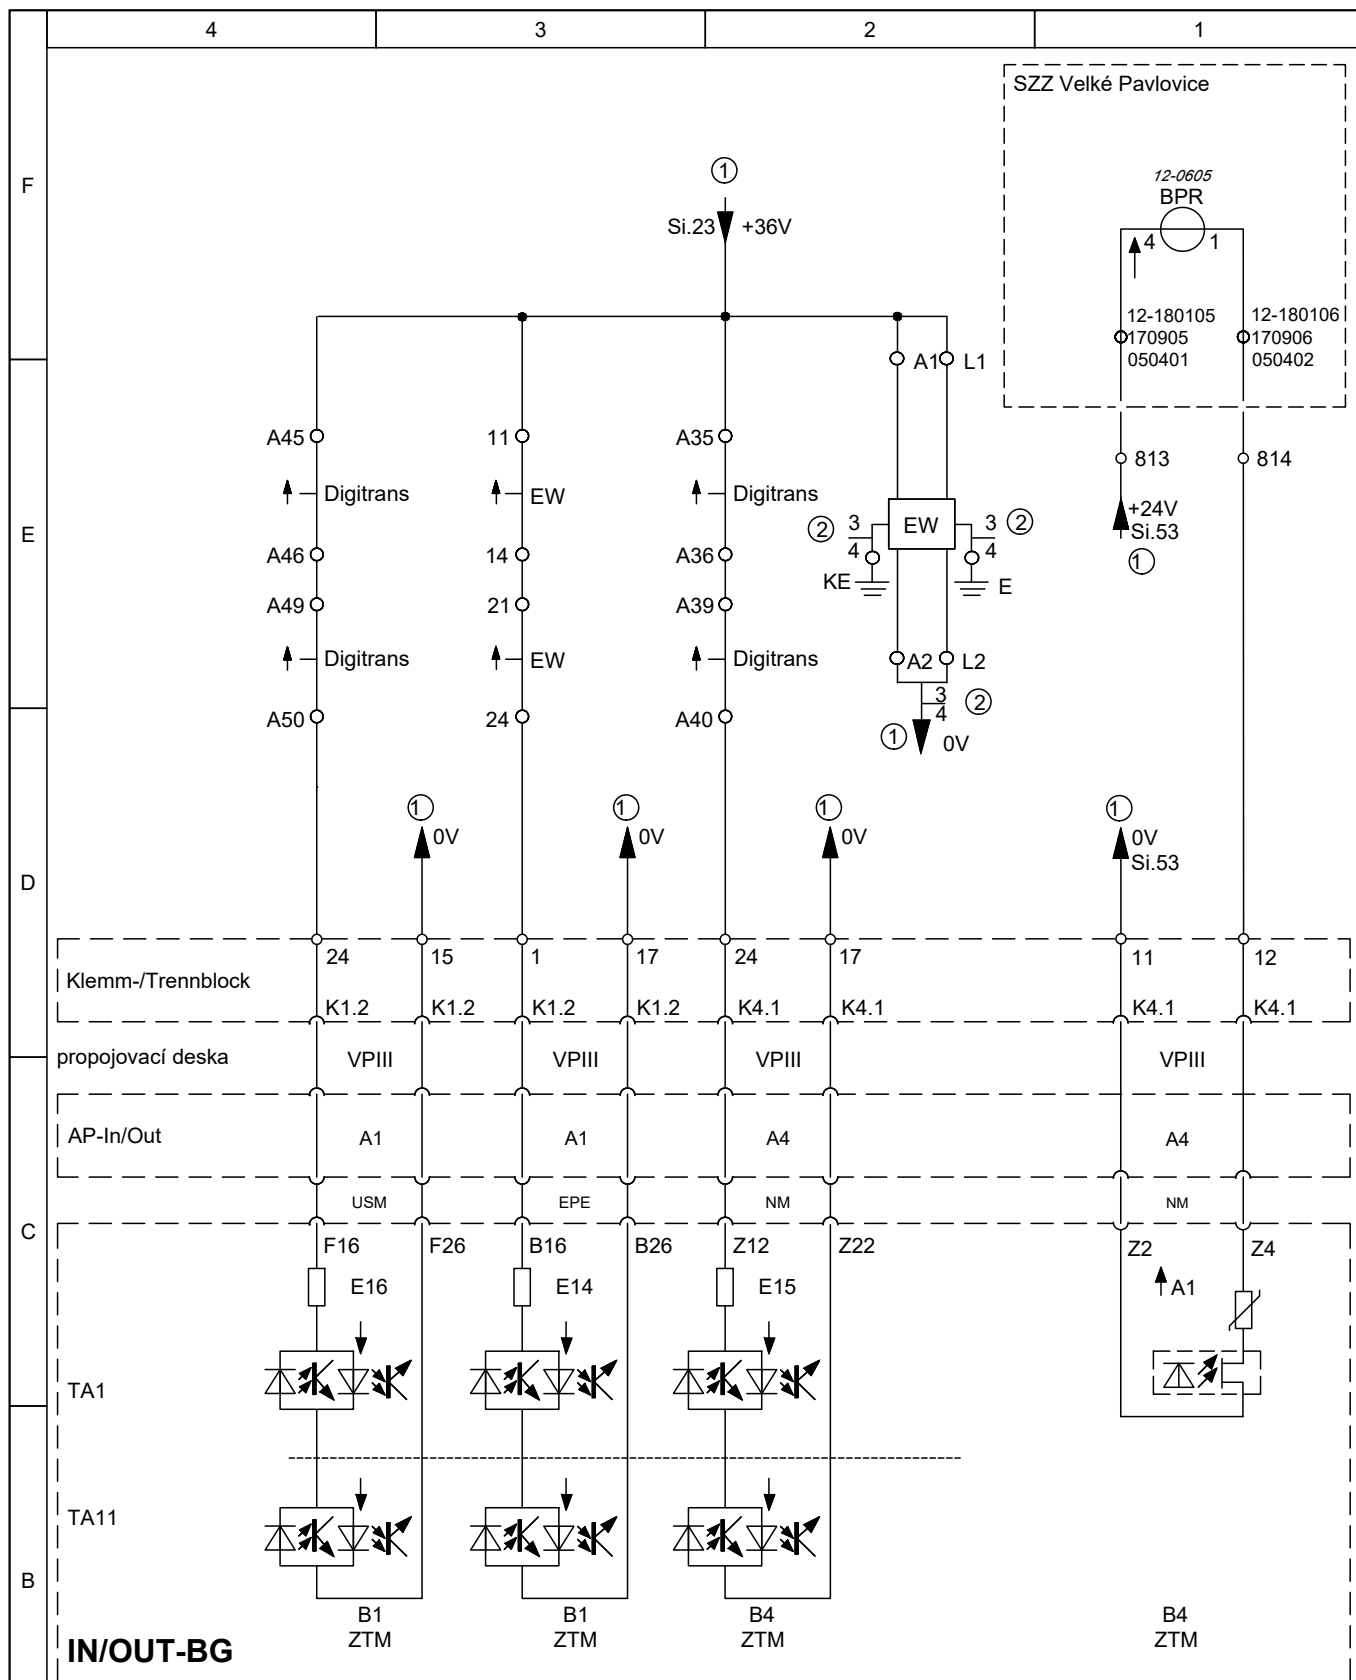 4 3 2 1
SZZ Velké Pavlovice
F
1
12-0605
BPR
Si.23 +36V
4 1
12-180105 12-180106
170905 170906
050401 050402
A1 L1
A45 11 A35
813 814
Digitrans EW Digitrans
+24V
Si.53
1
E
2 3 EW 3 2
4 4
A46 14 A36
KE E
A49 21 A39
Digitrans EW Digitrans
A2 L2
3 2
4
A50 24 A40
1 0V
1 1 1 1
0V 0V 0V 0V
Si.53
D
24 15 1 17 24 17 11 12
Klemm-/Trennblock
K1.2 K1.2 K1.2 K1.2 K4.1 K4.1 K4.1 K4.1
propojovací deska VPIII VPIII VPIII VPIII
AP-In/Out A1 A1 A4 A4
USM EPE NM NM
C
F16 F26 B16 B26 Z12 Z22 Z2 Z4
E16 E14 E15 A1
TA1
TA11
B
B1 B1 B4 B4
ZTM ZTM ZTM ZTM
IN/OUT-BG